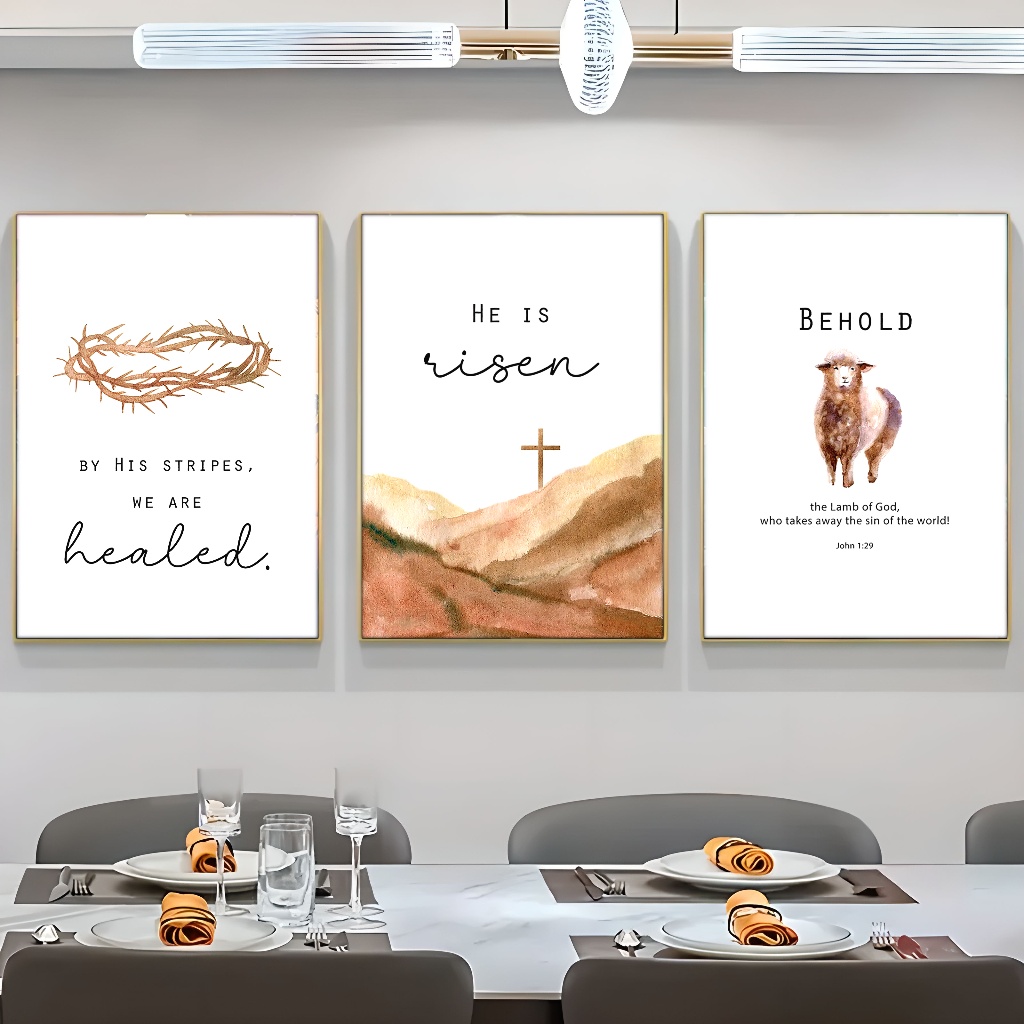 BY HIS STRIPES,
WE ARE
healed.
HE IS
risen
BEHOLD
the Lamb of God,
who takes away the sin of the world!
John 1:29